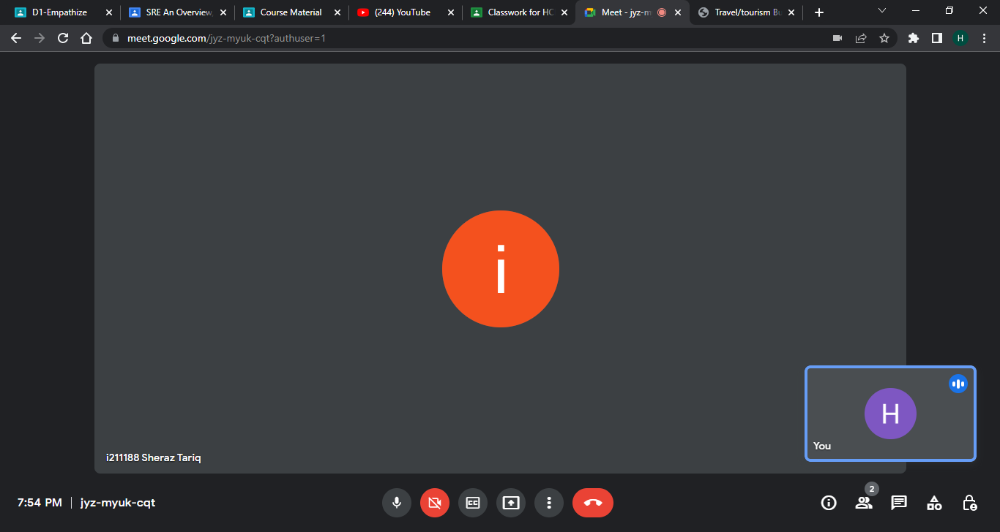 D1-Empathize
SRE An Overview,
Course Material
(244) YouTube
Classwork for HC
Meet - jyz-m
Travel/tourism Bu
meet.google.com/jyz-myuk-cqt?authuser=1
H
i
i211188 Sheraz Tariq
H
You
7:54 PM | jyz-myuk-cqt
CC
2